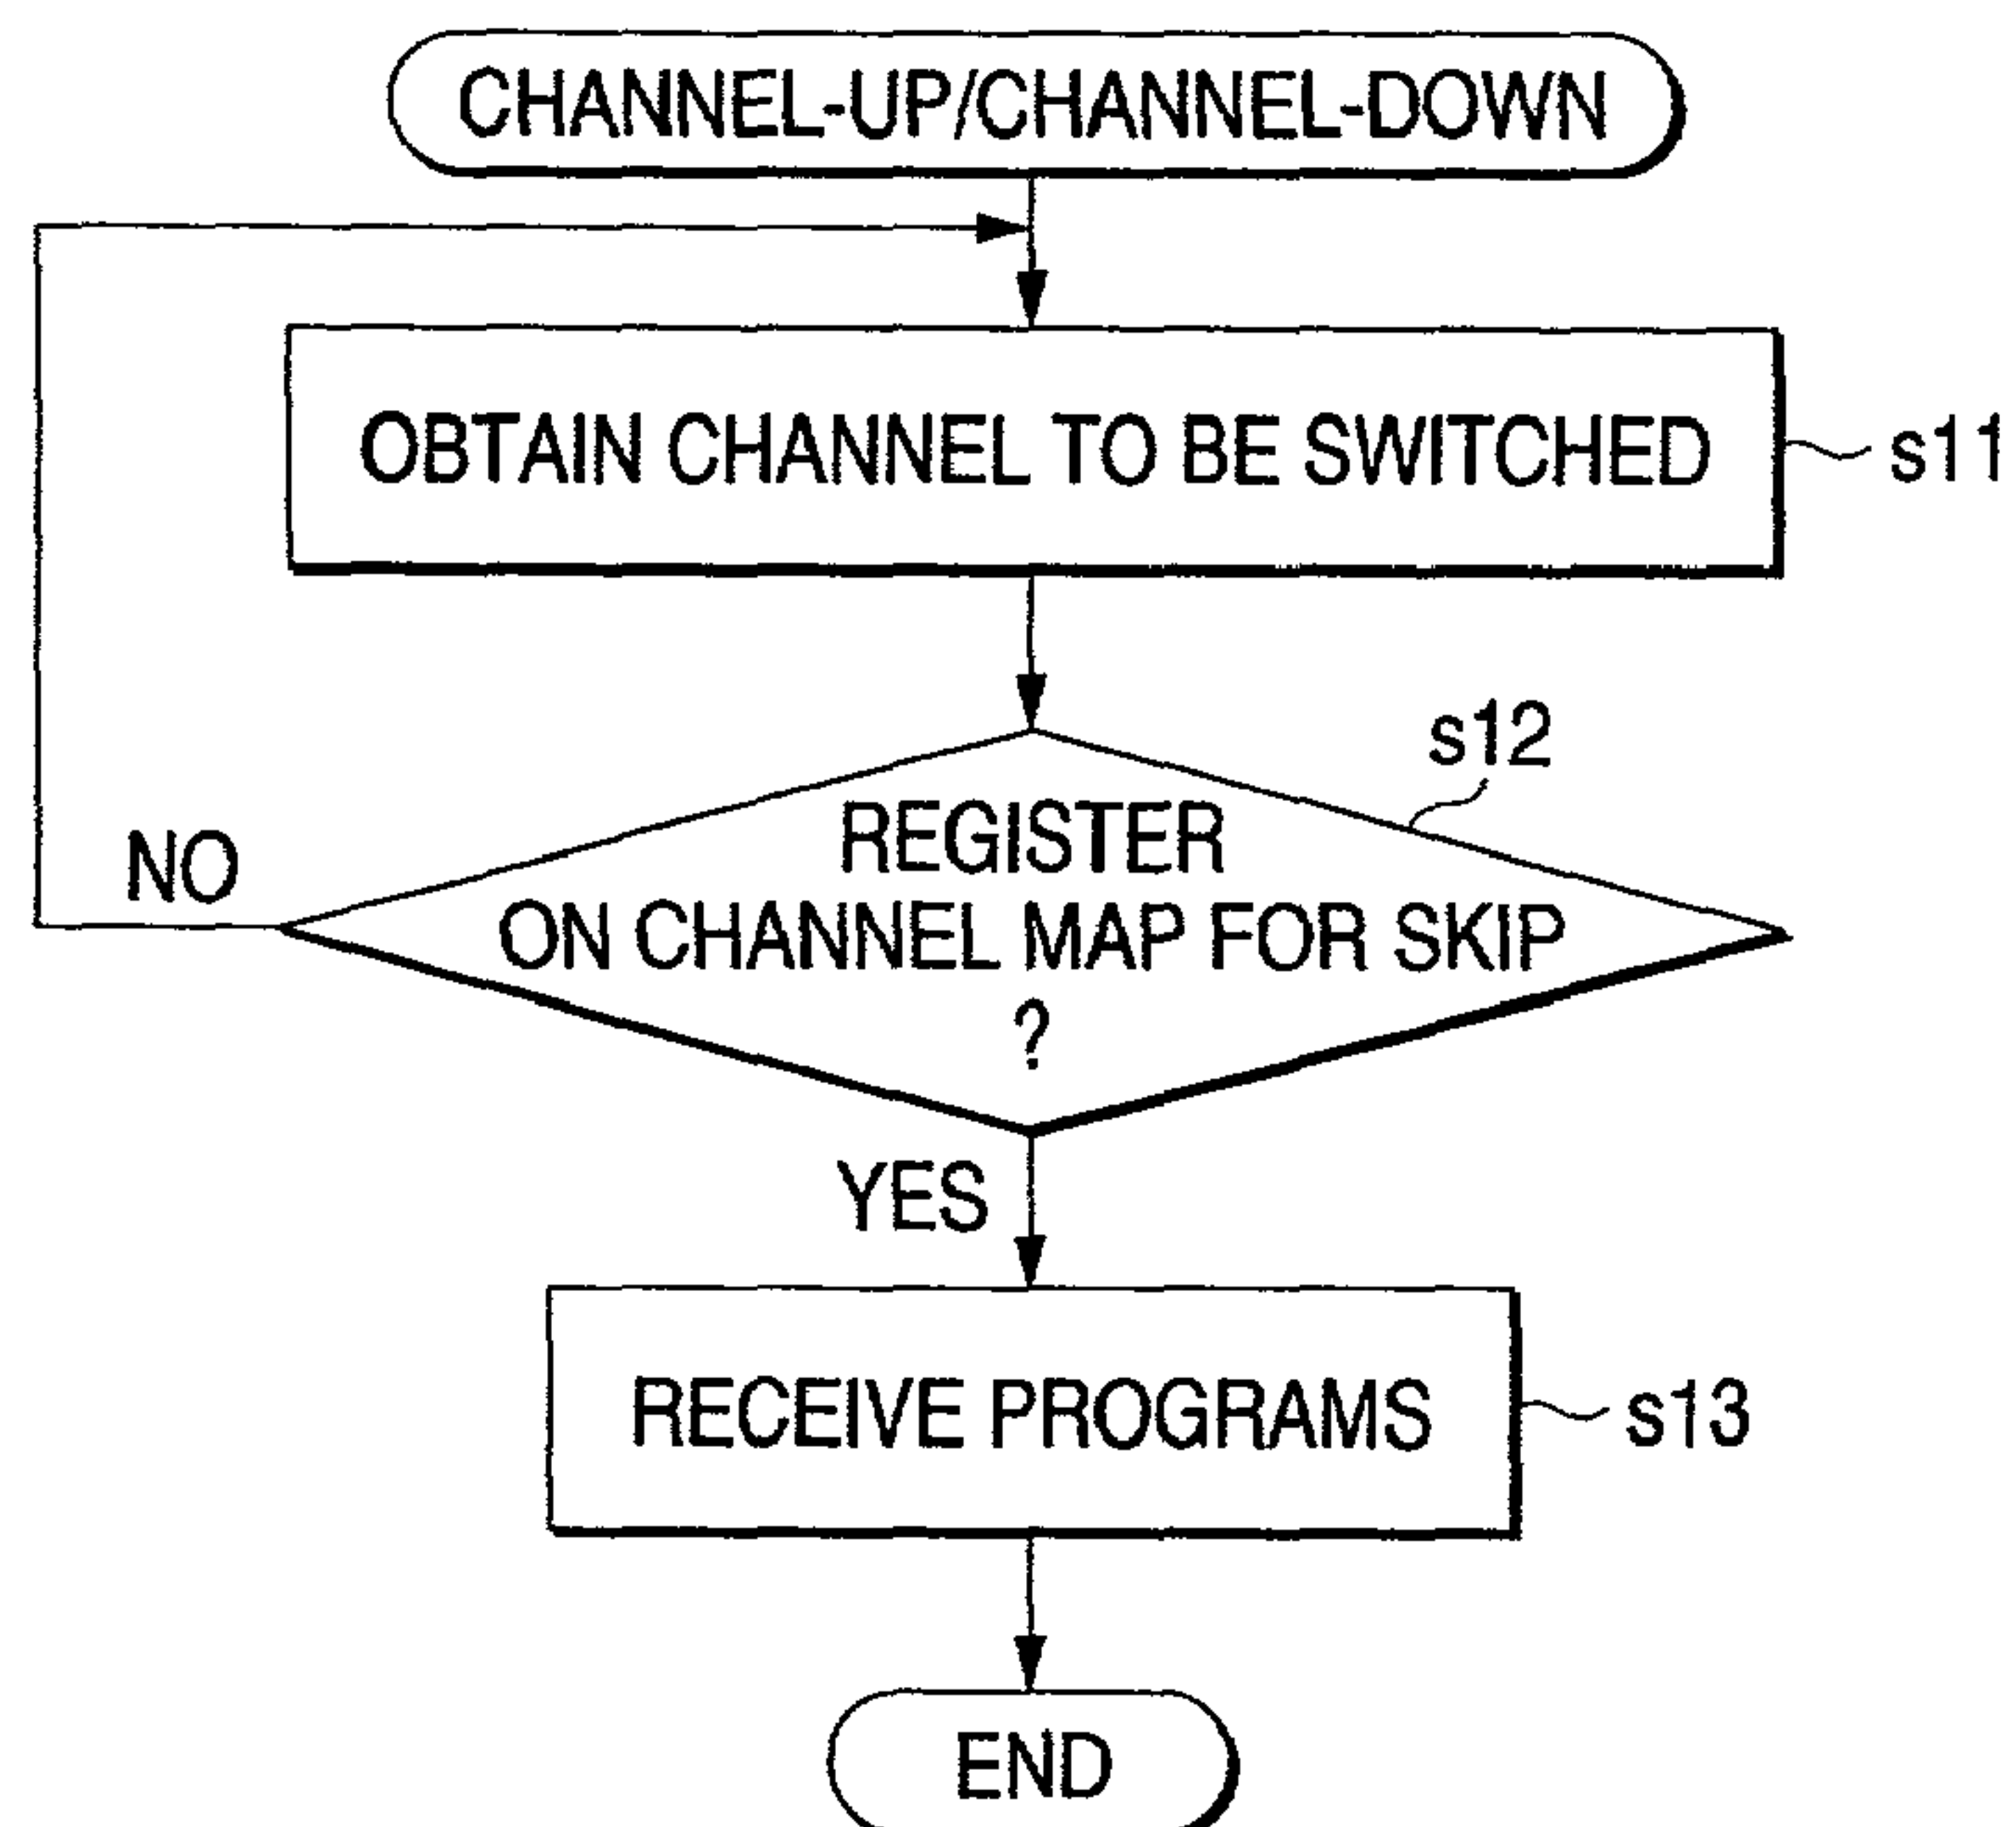 CHANNEL-UP/CHANNEL-DOWN
OBTAIN CHANNEL TO BE SWITCHED
s11
s12
REGISTER
ON CHANNEL MAP FOR SKIP
?
NO
YES
RECEIVE PROGRAMS
s13
END